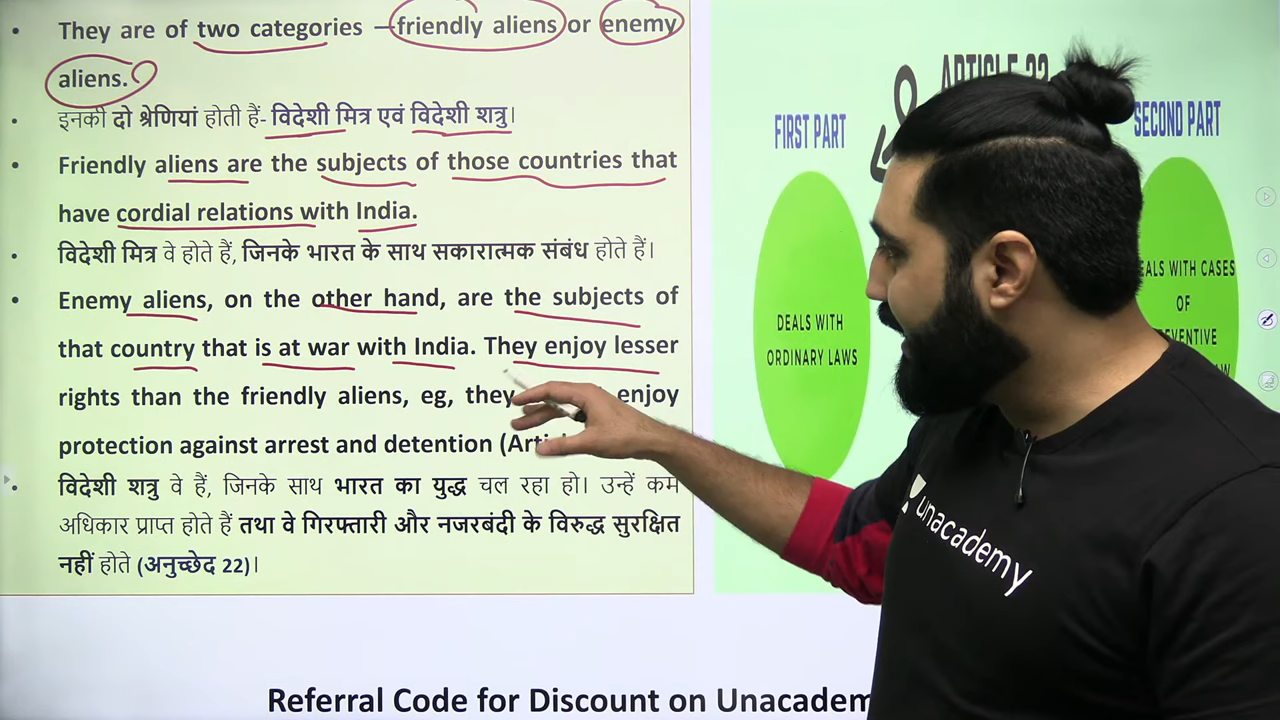 They are of two categories – friendly aliens or enemy
aliens.
इनकी दो श्रेणियां होती हैं- विदेशी मित्र एवं विदेशी शत्रु।
Friendly aliens are the subjects of those countries that
have cordial relations with India.
विदेशी मित्र वे होते हैं, जिनके भारत के साथ सकारात्मक संबंध होते हैं।
Enemy aliens, on the other hand, are the subjects of
that country that is at war with India. They enjoy lesser
rights than the friendly aliens, eg, they enjoy
protection against arrest and detention
विदेशी शत्रु वे हैं, जिनके साथ भारत का युद्ध चल रहा हो। उन्हें कम
अधिकार प्राप्त होते हैं तथा वे गिरफ्तारी और नजरबंदी के विरुद्ध सुरक्षित
नहीं होते (अनुच्छेद 22)।
ARTICLE 22
FIRST PART
SECOND PART
DEALS WITH
ORDINARY LAWS
WITH CASES
OF
unacademy
Referral Code for Discount on